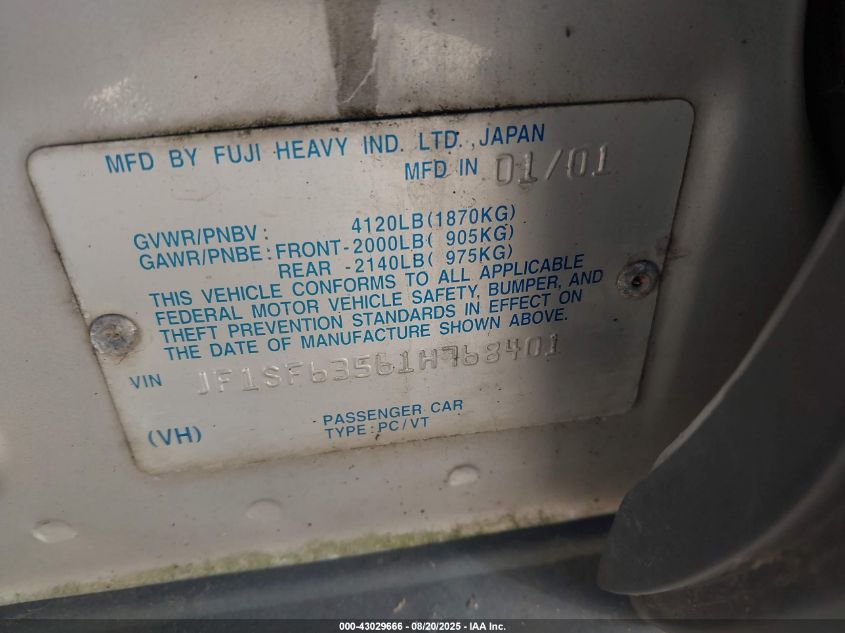 MFD BY FUJI HEAVY IND. LTD., JAPAN
MFD IN 01/01
GVWR/PNBV: 4120LB(1870KG)
GAWR/PNBE: FRONT-2000LB( 905KG)
REAR -2140LB( 975KG)
THIS VEHICLE CONFORMS TO ALL APPLICABLE
FEDERAL MOTOR VEHICLE SAFETY, BUMPER, AND
THEFT PREVENTION STANDARDS IN EFFECT ON
THE DATE OF MANUFACTURE SHOWN ABOVE.
VIN JF1SF63561H768401
(VH)
PASSENGER CAR
TYPE: PC/VT
000-43029666 - 08/20/2025 - IAA Inc.